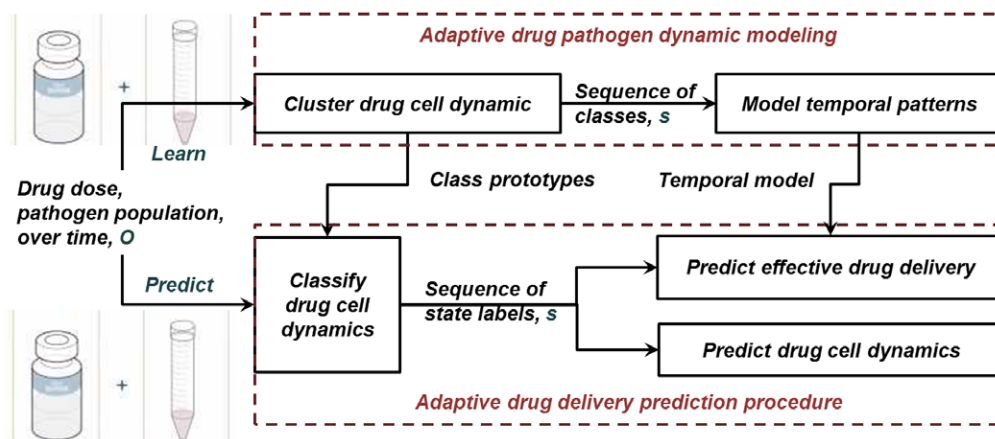 Adaptive drug pathogen dynamic modeling
+
Cluster drug cell dynamic
Sequence of
classes, s
Model temporal patterns
Learn
Drug dose,
pathogen population,
over time, O
Class prototypes
Temporal model
Predict
Classify
drug cell
dynamics
Sequence of
state labels, s
Predict effective drug delivery
Predict drug cell dynamics
+
Adaptive drug delivery prediction procedure